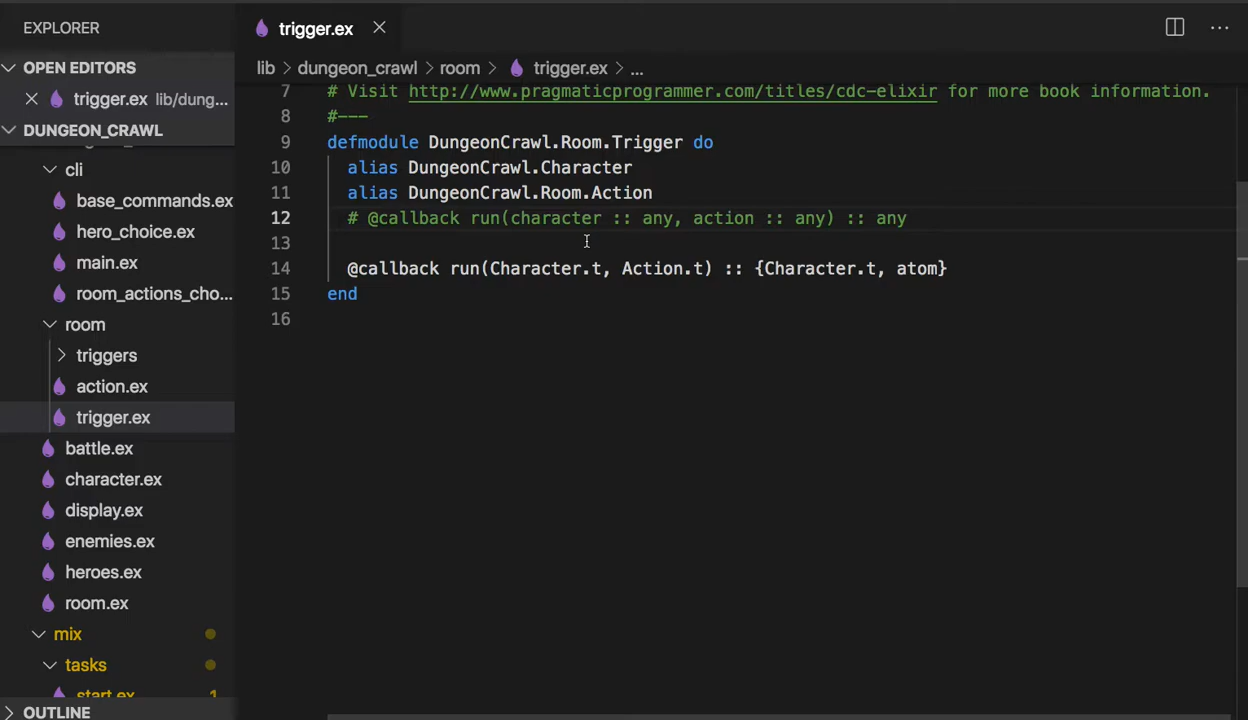 EXPLORER
OPEN EDITORS
trigger.ex lib/dung...
DUNGEON_CRAWL
cli
base_commands.ex
hero_choice.ex
main.ex
room_actions_cho...
room
triggers
action.ex
trigger.ex
battle.ex
character.ex
display.ex
enemies.ex
heroes.ex
room.ex
mix
tasks
start.ex 1
OUTLINE
trigger.ex
lib > dungeon_crawl > room > trigger.ex > ...
7 # Visit http://www.pragmaticprogrammer.com/titles/cdc-elixir for more book information.
8 #---
9 defmodule DungeonCrawl.Room.Trigger do
10 alias DungeonCrawl.Character
11 alias DungeonCrawl.Room.Action
12 # @callback run(character :: any, action :: any) :: any
13
14 @callback run(Character.t, Action.t) :: {Character.t, atom}
15 end
16